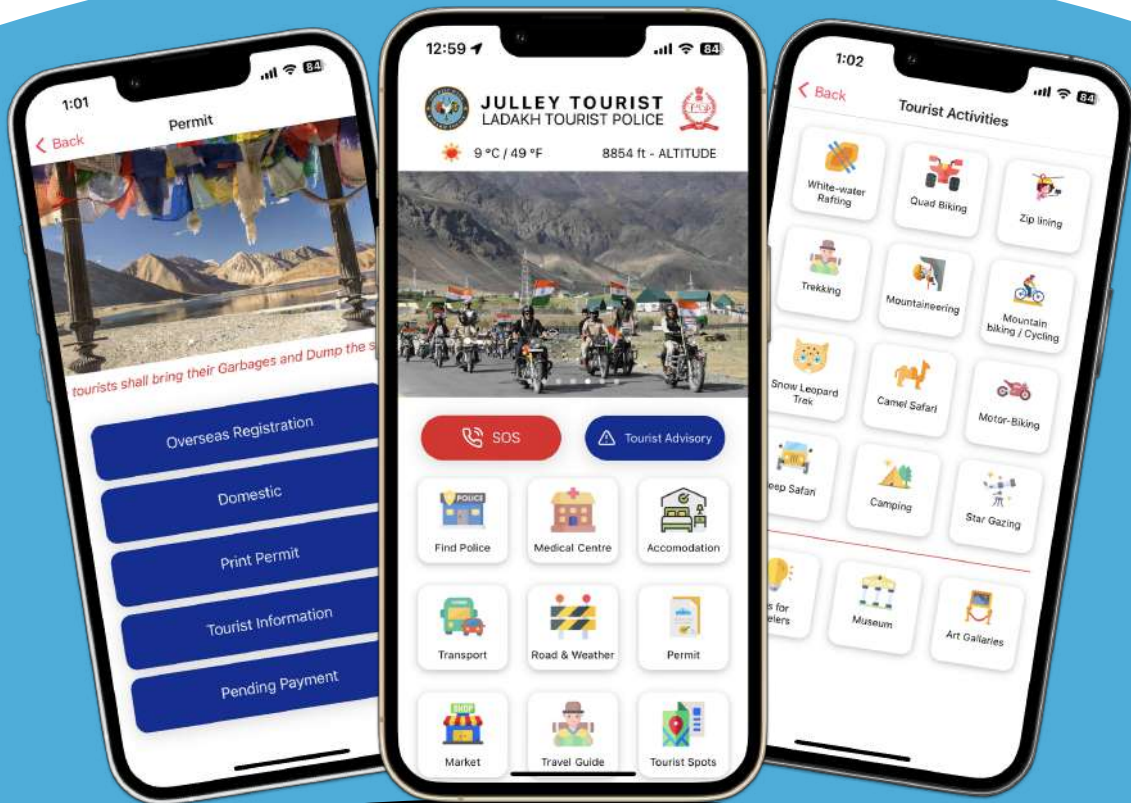 1:01
84
Back
Permit
tourists shall bring their Garbages and Dump the s
Overseas Registration
Domestic
Print Permit
Tourist Information
Pending Payment
12:59
84
JULLEY TOURIST
LADAKH TOURIST POLICE
9 °C / 49 °F
8854 ft - ALTITUDE
SOS
Tourist Advisory
POLICE
Find Police
Medical Centre
Accomodation
Transport
Road & Weather
Permit
SHOP
Market
Travel Guide
Tourist Spots
1:02
84
Back
Tourist Activities
White-water
Rafting
Quad Biking
Zip lining
Trekking
Mountaineering
Mountain
biking / Cycling
Snow Leopard
Trek
Camel Safari
Motor-Biking
eep Safari
Camping
Star Gazing
s for
elers
Museum
Art Gallaries